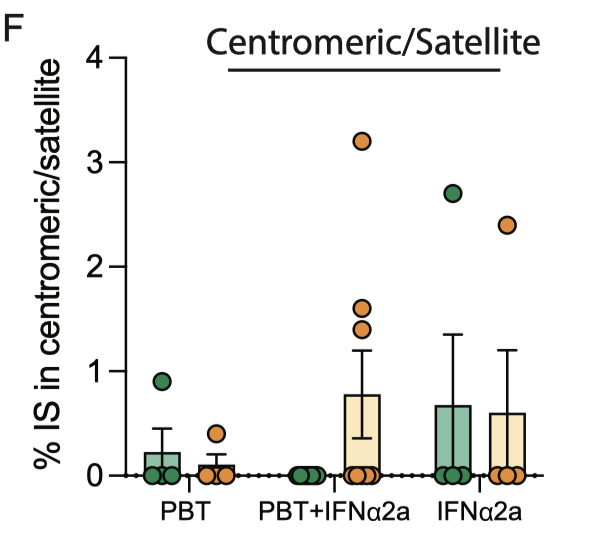 F
Centromeric/Satellite
% IS in centromeric/satellite
4
3
2
1
0
PBT
PBT+IFNα2a
IFNα2a